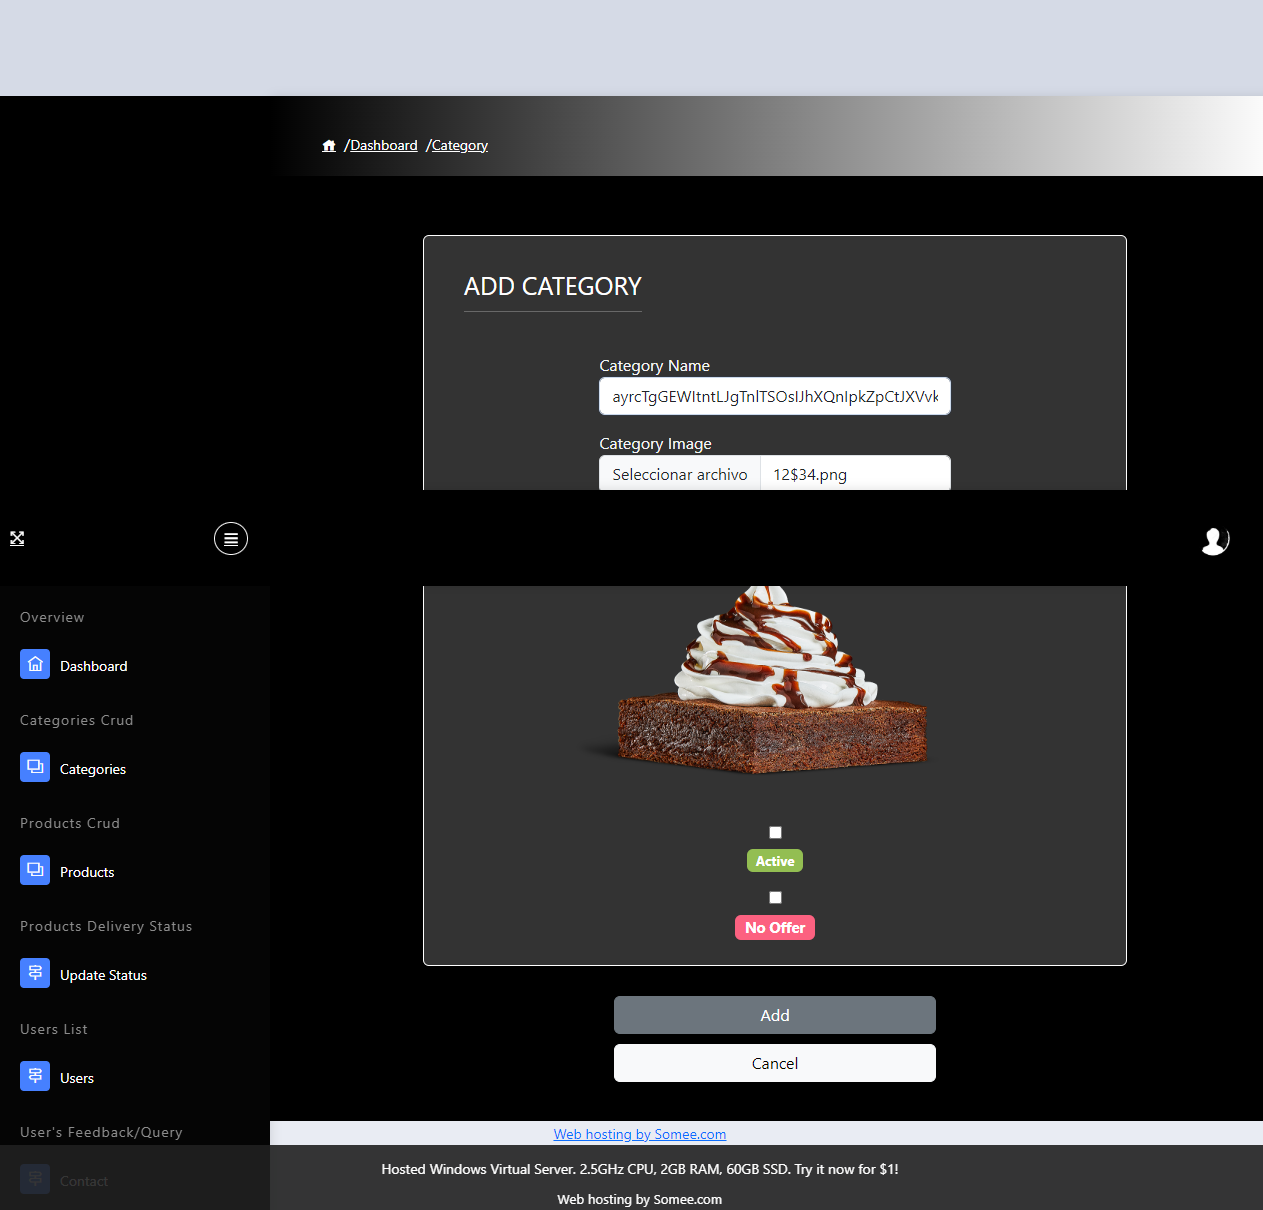 /Dashboard /Category
ADD CATEGORY
Category Name
ayrcTgGEWItntLJgTnlTSOsIJhXQnIpkZpCtJXVvk
Category Image
Seleccionar archivo 12$34.png
Overview
Dashboard
Categories Crud
Categories
Products Crud
Products
Products Delivery Status
Update Status
Users List
Users
User's Feedback/Query
Contact
Active
No Offer
Add
Cancel
Web hosting by Somee.com
Hosted Windows Virtual Server. 2.5GHz CPU, 2GB RAM, 60GB SSD. Try it now for $1!
Web hosting by Somee.com